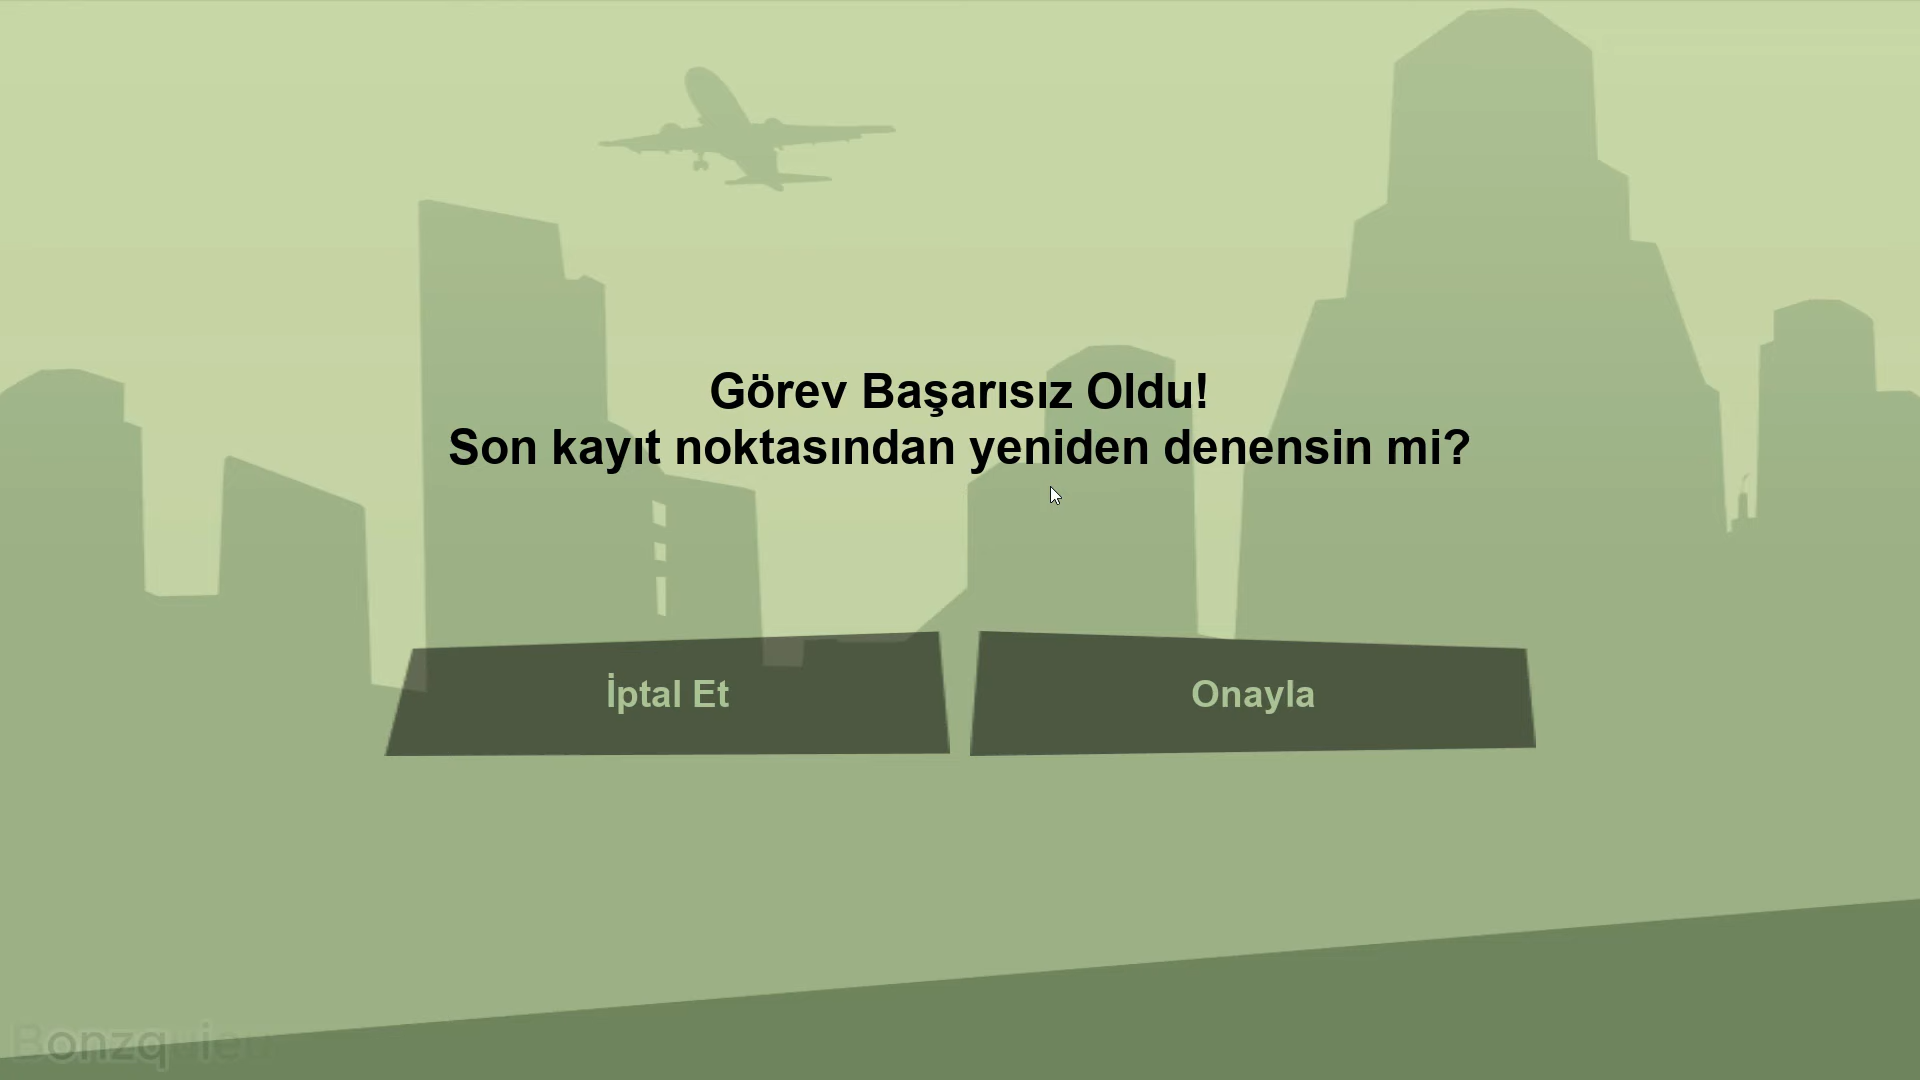 Görev Başarısız Oldu!
Son kayıt noktasından yeniden denensin mi?
İptal Et
Onayla